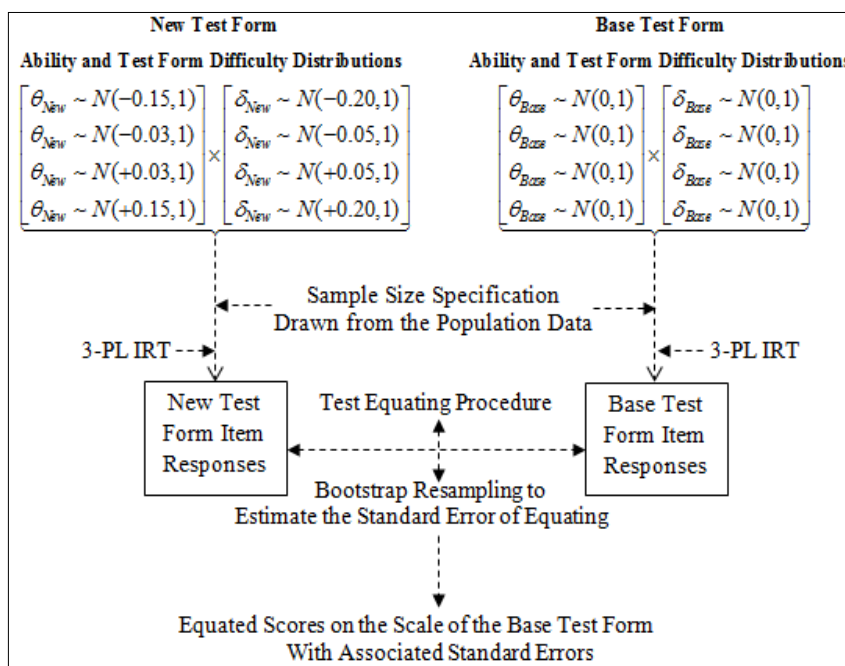 New Test Form
Ability and Test Form Difficulty Distributions
θNew ~ N(−0.15,1)
θNew ~ N(−0.03,1)
θNew ~ N(+0.03,1)
θNew ~ N(+0.15,1)
×
δNew ~ N(−0.20,1)
δNew ~ N(−0.05,1)
δNew ~ N(+0.05,1)
δNew ~ N(+0.20,1)
Base Test Form
Ability and Test Form Difficulty Distributions
θBase ~ N(0,1)
θBase ~ N(0,1)
θBase ~ N(0,1)
θBase ~ N(0,1)
×
δBase ~ N(0,1)
δBase ~ N(0,1)
δBase ~ N(0,1)
δBase ~ N(0,1)
Sample Size Specification
Drawn from the Population Data
3-PL IRT
3-PL IRT
New Test
Form Item
Responses
Test Equating Procedure
Base Test
Form Item
Responses
Bootstrap Resampling to
Estimate the Standard Error of Equating
Equated Scores on the Scale of the Base Test Form
With Associated Standard Errors